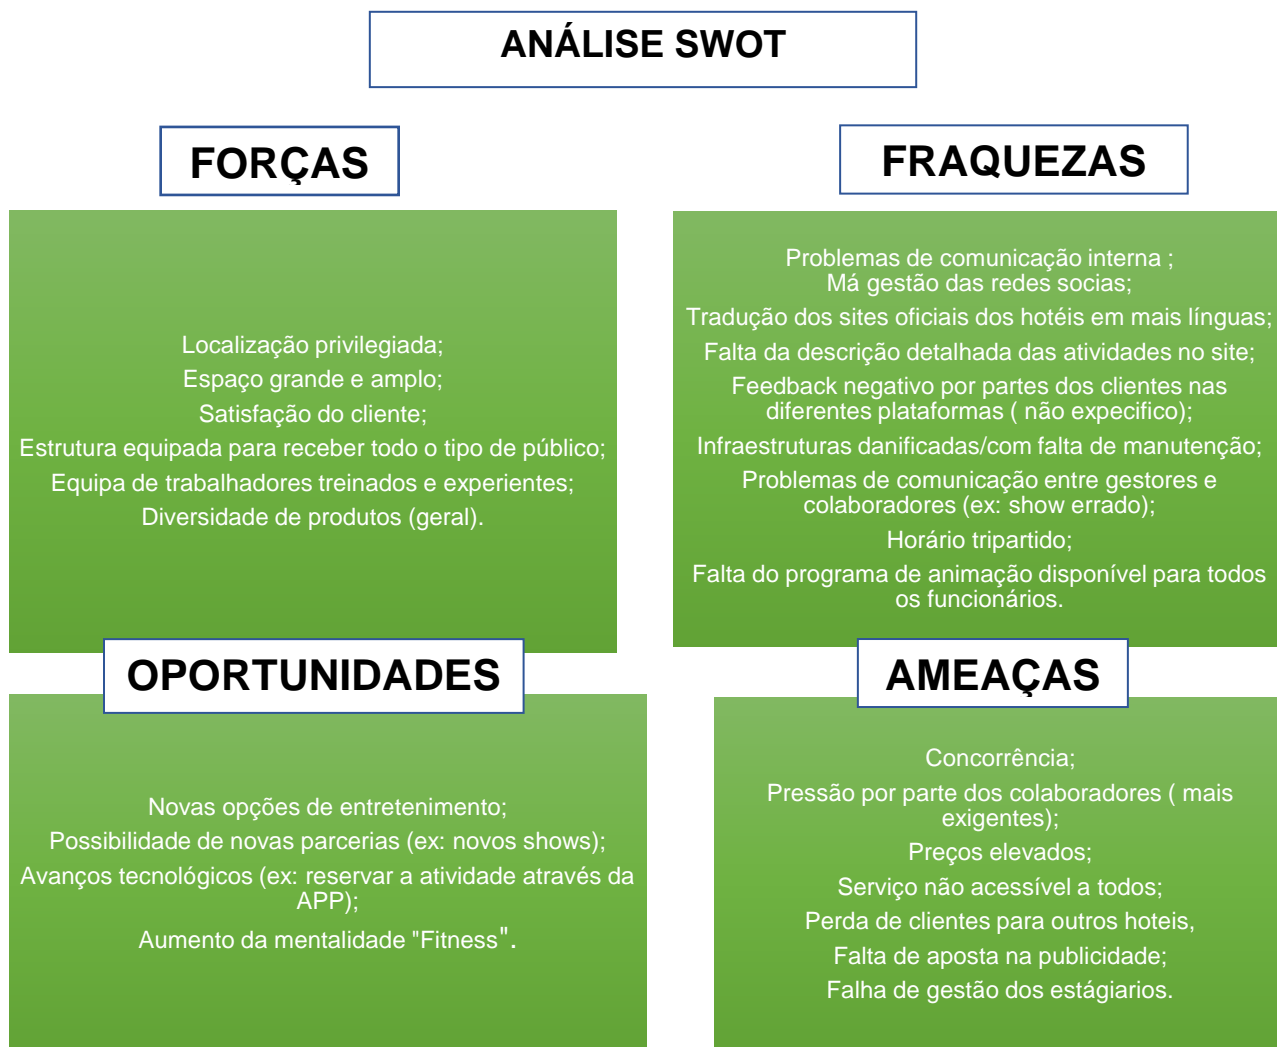 ANÁLISE SWOT
FORÇAS
Localização privilegiada;
Espaço grande e amplo;
Satisfação do cliente;
Estrutura equipada para receber todo o tipo de público;
Equipa de trabalhadores treinados e experientes;
Diversidade de produtos (geral).
FRAQUEZAS
Problemas de comunicação interna ;
Má gestão das redes socias;
Tradução dos sites oficiais dos hotéis em mais línguas;
Falta da descrição detalhada das atividades no site;
Feedback negativo por partes dos clientes nas
diferentes plataformas ( não expecifico);
Infraestruturas danificadas/com falta de manutenção;
Problemas de comunicação entre gestores e
colaboradores (ex: show errado);
Horário tripartido;
Falta do programa de animação disponível para todos
os funcionários.
OPORTUNIDADES
Novas opções de entretenimento;
Possibilidade de novas parcerias (ex: novos shows);
Avanços tecnológicos (ex: reservar a atividade através da
APP);
Aumento da mentalidade "Fitness".
AMEAÇAS
Concorrência;
Pressão por parte dos colaboradores ( mais
exigentes);
Preços elevados;
Serviço não acessível a todos;
Perda de clientes para outros hoteis,
Falta de aposta na publicidade;
Falha de gestão dos estágiarios.